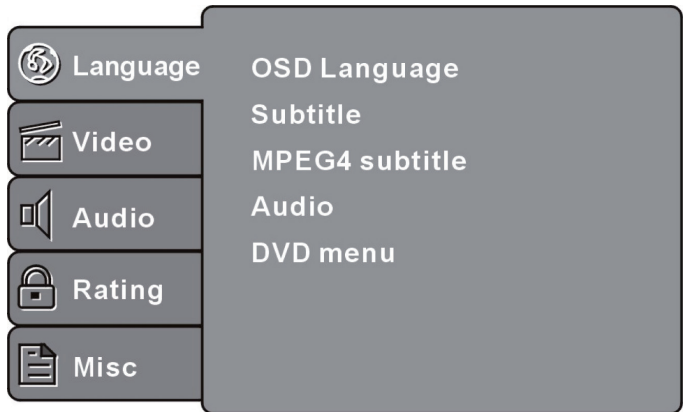 Language
Video
Audio
Rating
Misc
OSD Language
Subtitle
MPEG4 subtitle
Audio
DVD menu